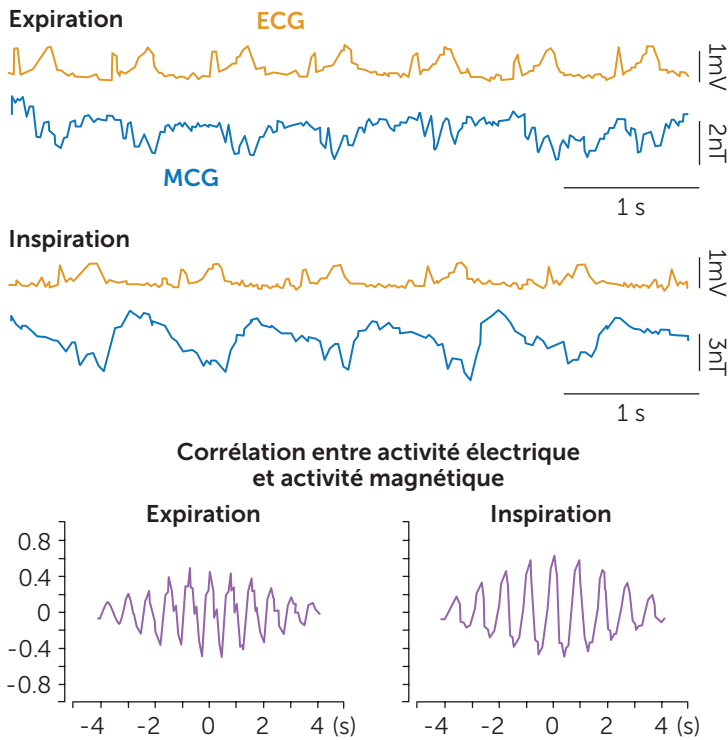 Expiration
ECG
1mV
2nT
MCG
1 s
Inspiration
1mV
3nT
1 s
Corrélation entre activité électrique
et activité magnétique
Expiration
Inspiration
0.8
0.4
0
-0.4
-0.8
-4 -2 0 2 4 (s)
-4 -2 0 2 4 (s)